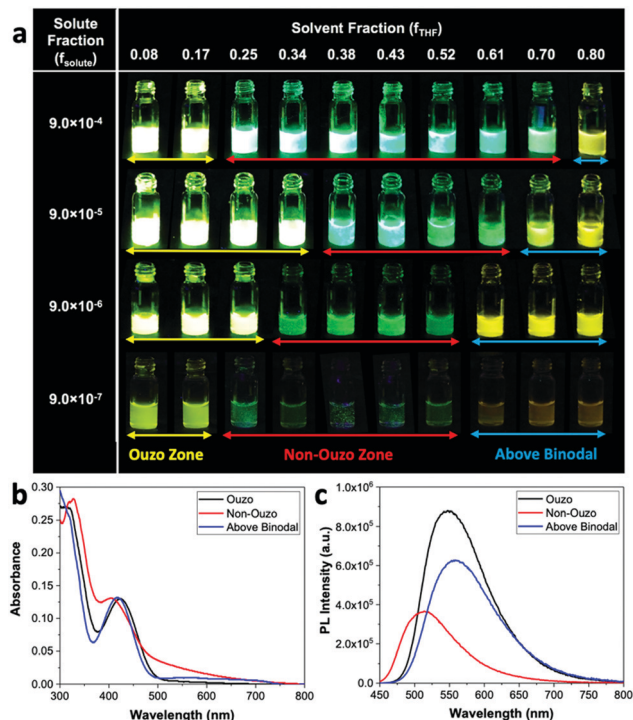 a
Solute Fraction (f_solute)
Solvent Fraction (f_THF)
0.08 0.17 0.25 0.34 0.38 0.43 0.52 0.61 0.70 0.80
9.0×10⁻⁴
9.0×10⁻⁵
9.0×10⁻⁶
9.0×10⁻⁷
Ouzo Zone Non-Ouzo Zone Above Binodal
b
0.30
0.25
0.20
0.15
0.10
0.05
0.00
Absorbance
Ouzo
Non-Ouzo
Above Binodal
300 400 500 600 700 800
Wavelength (nm)
c
1.0x10⁶
8.0x10⁵
6.0x10⁵
4.0x10⁵
2.0x10⁵
0.0
PL Intensity (a.u.)
Ouzo
Non-Ouzo
Above Binodal
450 500 550 600 650 700 750 800
Wavelength (nm)